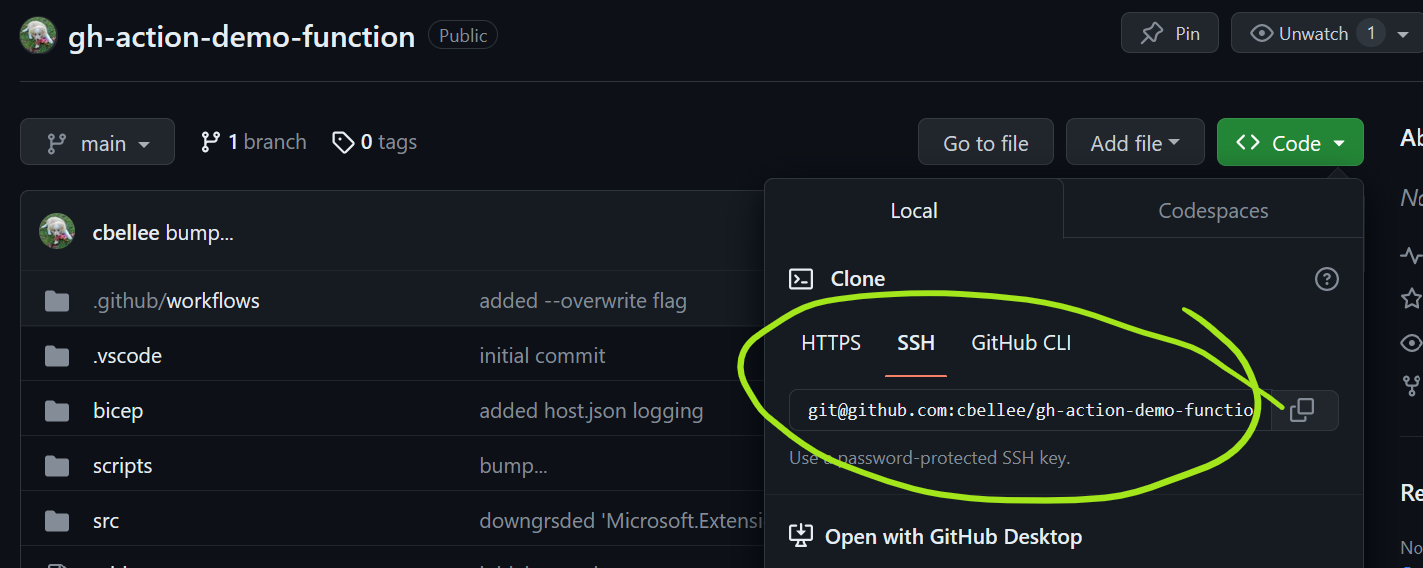 gh-action-demo-function Public Pin Unwatch 1
main 1 branch 0 tags Go to file Add file Code
Local Codespaces
cbellee bump...
Clone
.github/workflows added --overwrite flag
HTTPS SSH GitHub CLI
.vscode initial commit
bicep added host.json logging
git@github.com:cbellee/gh-action-demo-functio
Use a password-protected SSH key.
scripts bump...
src downgrsded 'Microsoft.Extensi
Open with GitHub Desktop
Ab
No
Re
No